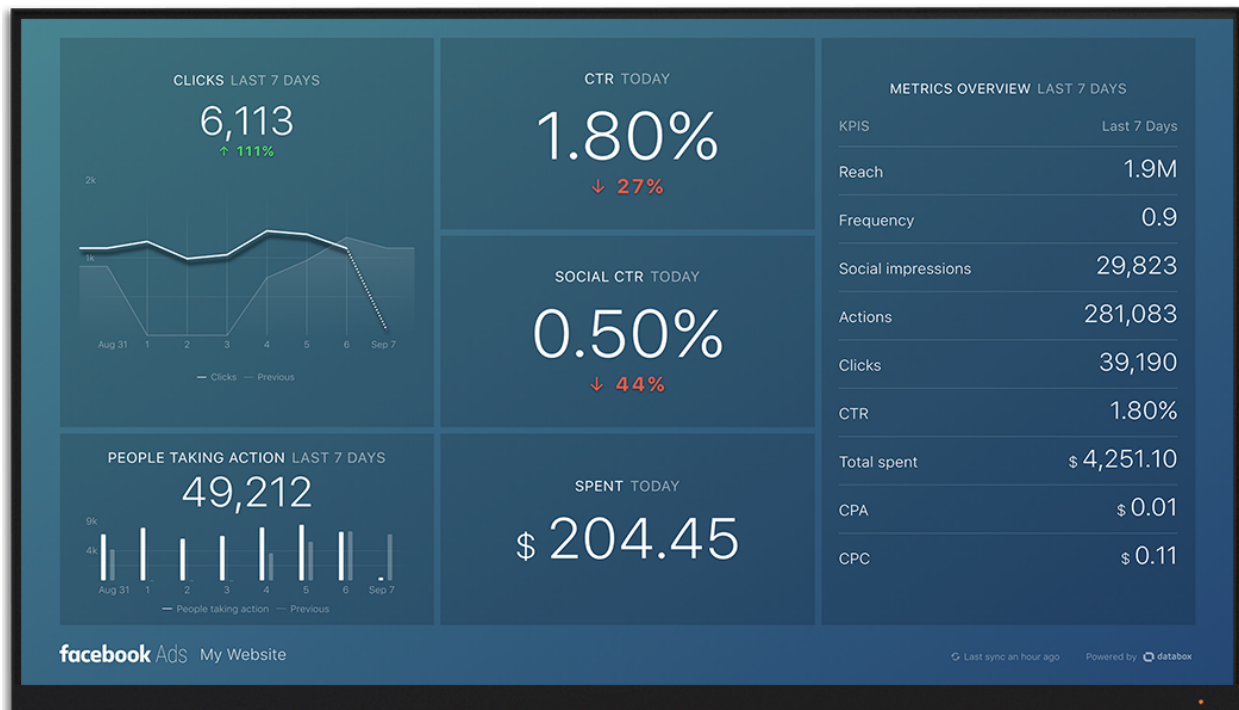 CLICKS LAST 7 DAYS
6,113
↑ 111%
2k
1k
Aug 31 1 2 3 4 5 6 Sep 7
Clicks Previous
PEOPLE TAKING ACTION LAST 7 DAYS
49,212
9k
4k
Aug 31 1 2 3 4 5 6 Sep 7
People taking action Previous
CTR TODAY
1.80%
↓ 27%
SOCIAL CTR TODAY
0.50%
↓ 44%
SPENT TODAY
$ 204.45
METRICS OVERVIEW LAST 7 DAYS
KPIS Last 7 Days
Reach 1.9M
Frequency 0.9
Social impressions 29,823
Actions 281,083
Clicks 39,190
CTR 1.80%
Total spent $ 4,251.10
CPA $ 0.01
CPC $ 0.11
facebook Ads My Website
Last sync an hour ago Powered by databox